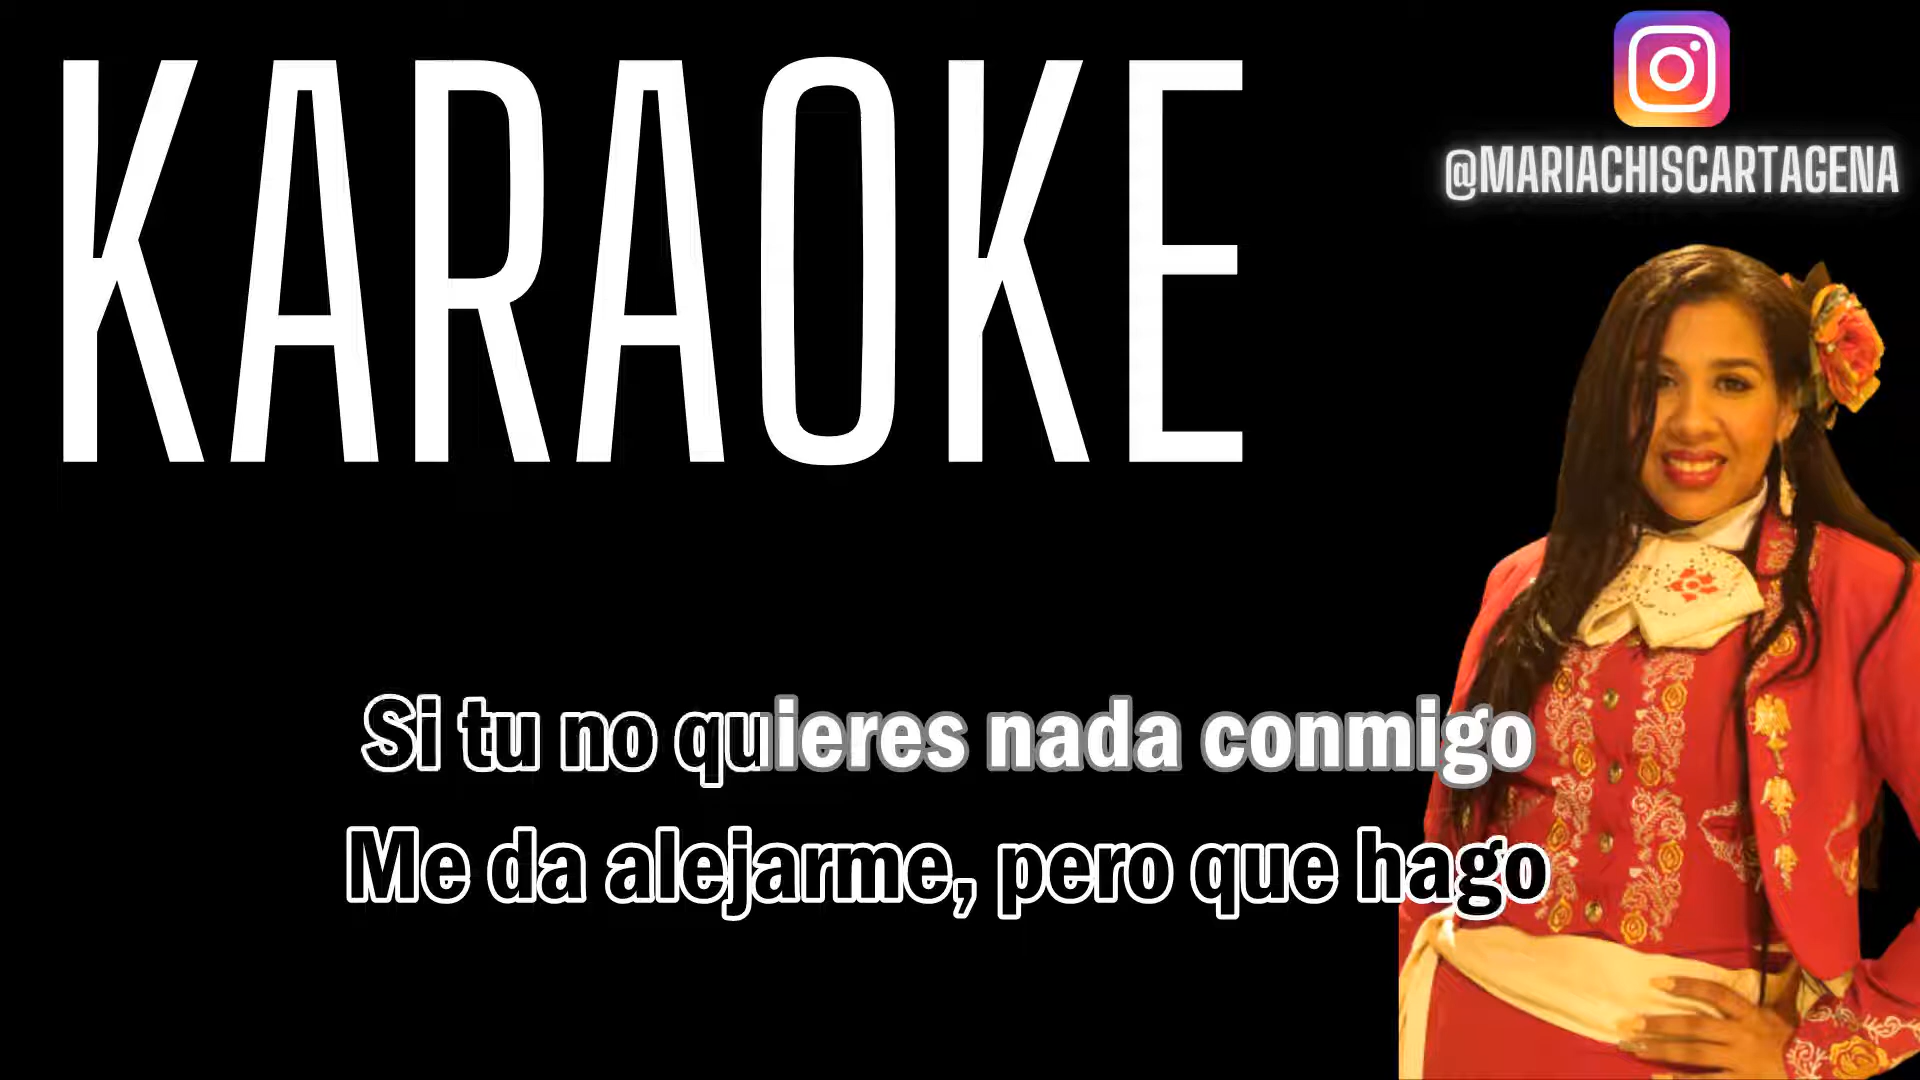 KARAOKE
@MARIACHISCARTAGENA
Si tu no quieres nada conmigo
Me da alejarme, pero que hago